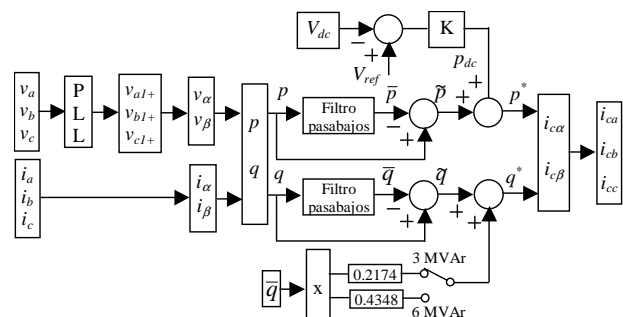 V_dc
K
V_ref
p_dc
v_a
v_b
v_c
P
L
L
v_a1+
v_b1+
v_c1+
v_α
v_β
p
q
p
Filtro
pasabajos
p̅
p̃
p*
i_a
i_b
i_c
i_α
i_β
q
Filtro
pasabajos
q̅
q̃
q*
i_cα
i_cβ
i_ca
i_cb
i_cc
q̅
x
0.2174
0.4348
3 MVAr
6 MVAr